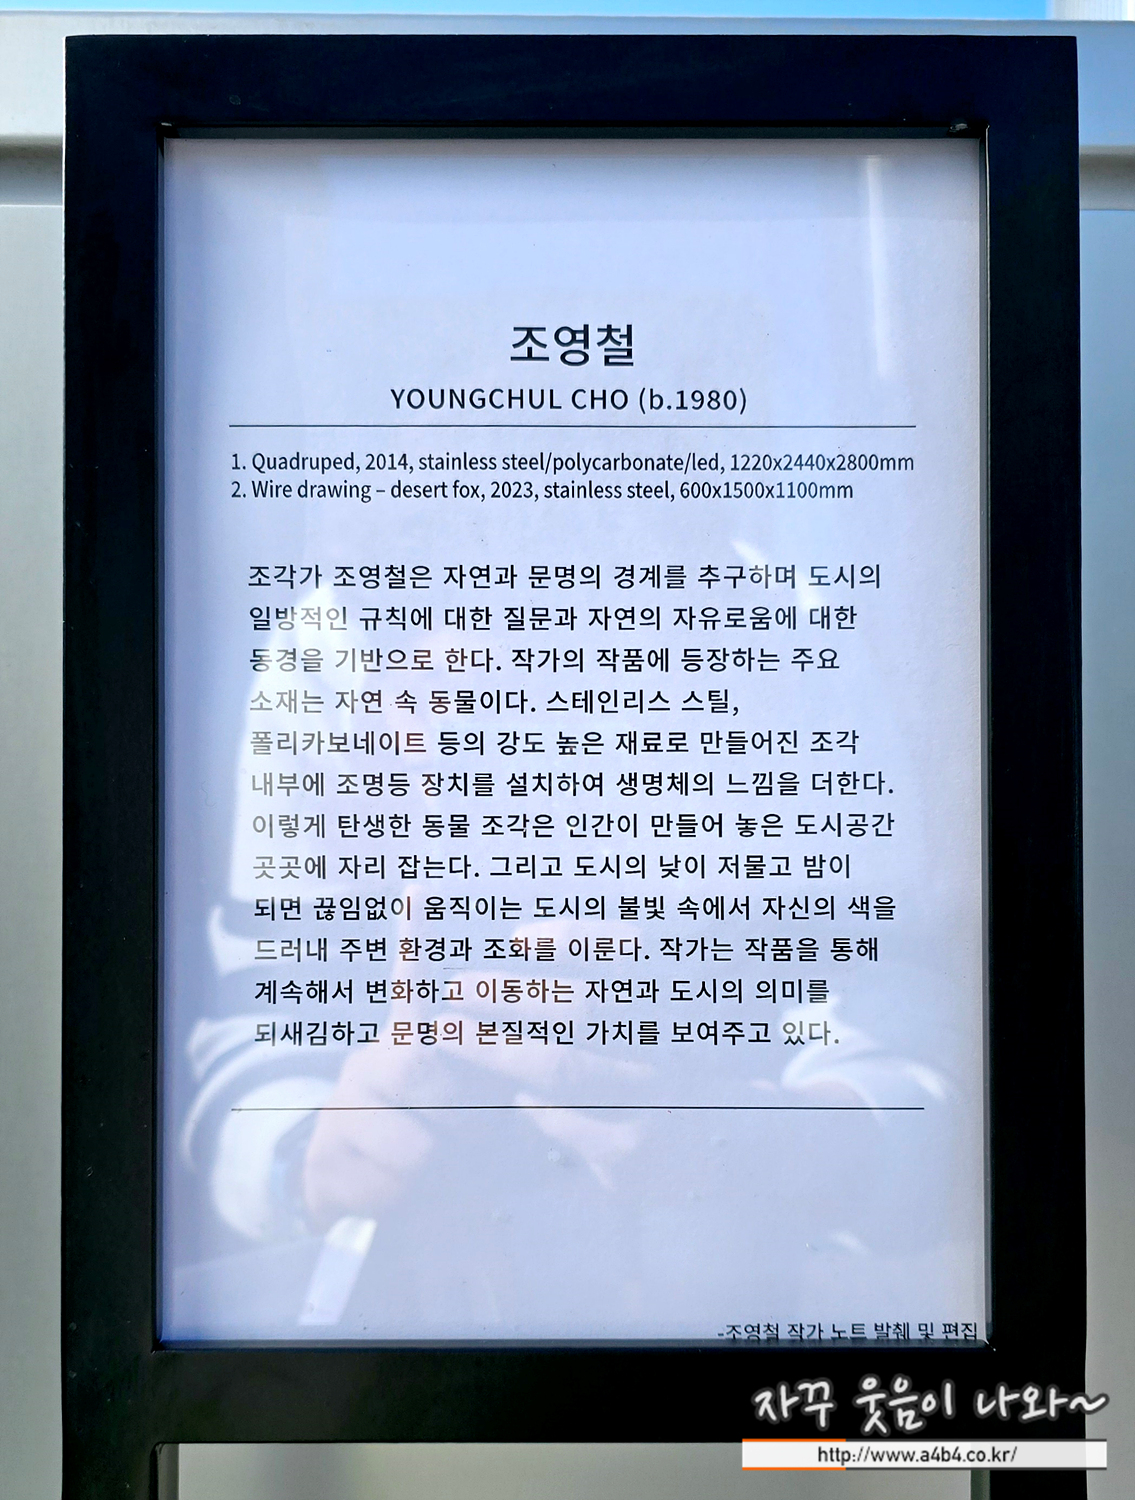 조영철
YOUNGCHUL CHO (b.1980)
1. Quadruped, 2014, stainless steel/polycarbonate/led, 1220x2440x2800mm
2. Wire drawing – desert fox, 2023, stainless steel, 600x1500x1100mm
조각가 조영철은 자연과 문명의 경계를 추구하며 도시의
일방적인 규칙에 대한 질문과 자연의 자유로움에 대한
동경을 기반으로 한다. 작가의 작품에 등장하는 주요
소재는 자연 속 동물이다. 스테인리스 스틸,
폴리카보네이트 등의 강도 높은 재료로 만들어진 조각
내부에 조명등 장치를 설치하여 생명체의 느낌을 더한다.
이렇게 탄생한 동물 조각은 인간이 만들어 놓은 도시공간
곳곳에 자리 잡는다. 그리고 도시의 낮이 저물고 밤이
되면 끊임없이 움직이는 도시의 불빛 속에서 자신의 색을
드러내 주변 환경과 조화를 이룬다. 작가는 작품을 통해
계속해서 변화하고 이동하는 자연과 도시의 의미를
되새김하고 문명의 본질적인 가치를 보여주고 있다.
-조영철 작가 노트 발췌 및 편집
자꾸 웃음이 나와~
http://www.a4b4.co.kr/